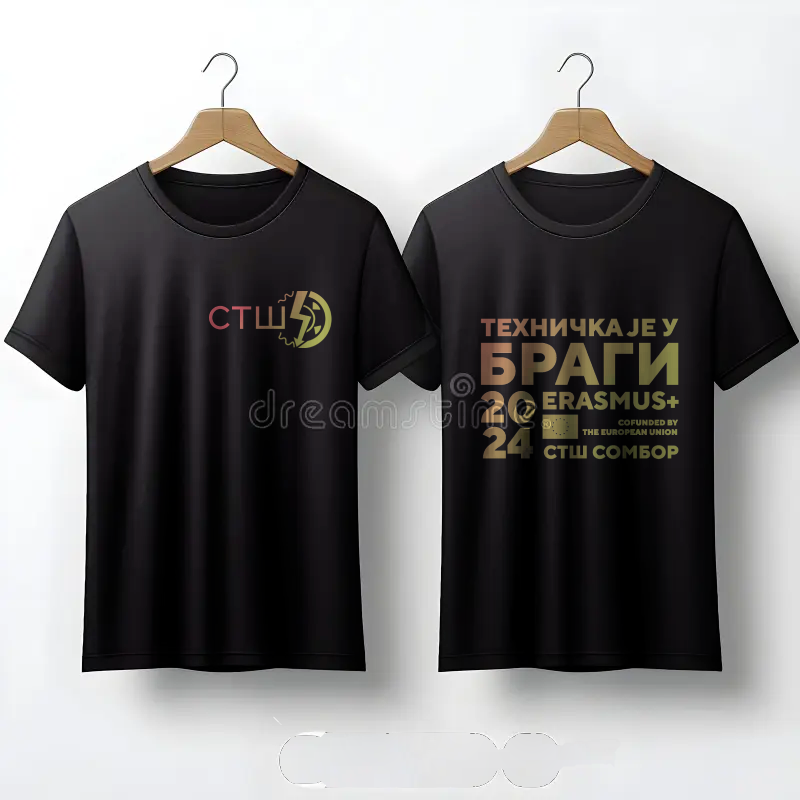 СТШ
ТЕХНИЧКА ЈЕ У
БРАГИ
20 ERASMUS+
24 COFUNDED BY
THE EUROPEAN UNION
СТШ СОМБОР
dreamstime